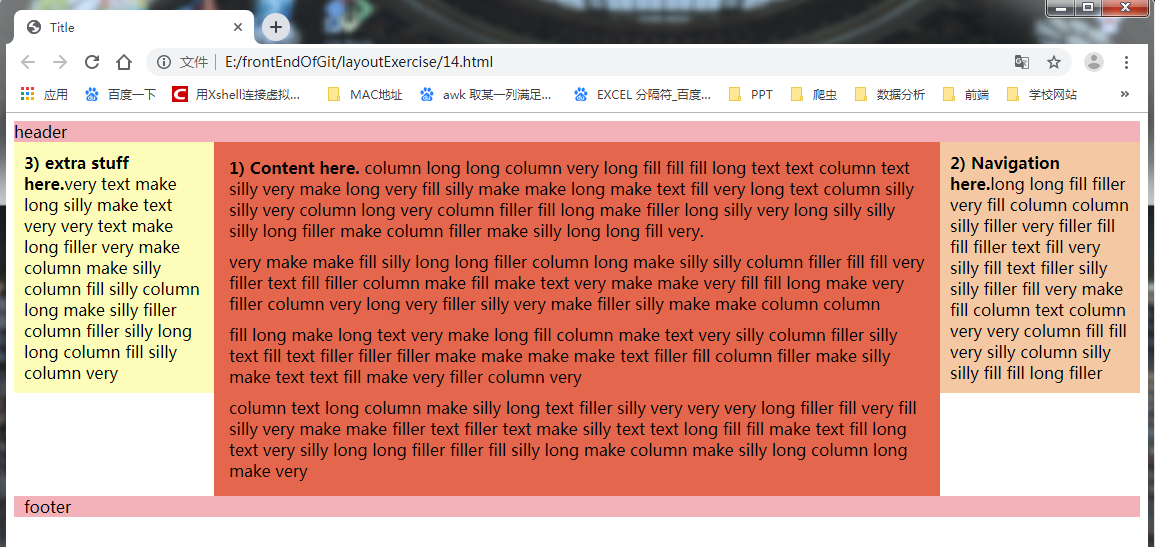 Title
文件 E:/frontEndOfGit/layoutExercise/14.html
应用 百度一下 用Xshell连接虚拟... MAC地址 awk 取某一列满足... EXCEL 分隔符_百度... PPT 爬虫 数据分析 前端 学校网站 »
header
3) extra stuff
here.very text make
long silly make text
very very text make
long filler very make
column make silly
column fill silly column
long make silly filler
column filler silly long
long column fill silly
column very
1) Content here. column long long column very long fill fill fill long text text column text
silly very make long very fill silly make make long make text fill very long text column silly
silly very column long very column filler fill long make filler long silly very long silly silly
silly long filler make column filler make silly long long fill very.
very make make fill silly long long filler column long make silly silly column filler fill fill very
filler text fill filler column make fill make text very make make very fill fill long make very
filler column very long very filler silly very make filler silly make make column column
fill long make long text very make long fill column make text very silly column filler silly
text fill text filler filler filler make make make make text filler fill column filler make silly
make text text fill make very filler column very
column text long column make silly long text filler silly very very very long filler fill very fill
silly very make make filler text filler text make silly text text long fill fill make text fill long
text very silly long long filler filler fill silly long make column make silly long column long
make very
2) Navigation
here.long long fill filler
very fill column column
silly filler very filler fill
fill filler text fill very
silly fill text filler silly
silly filler fill very make
fill column text column
very very column fill fill
very silly column silly
silly fill fill long filler
footer